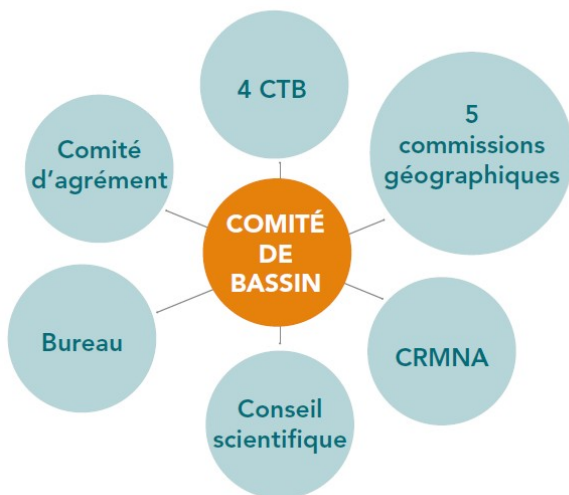 4 CTB
5
commissions
géographiques
Comité
d'agrément
COMITÉ
DE
BASSIN
Bureau
CRMNA
Conseil
scientifique